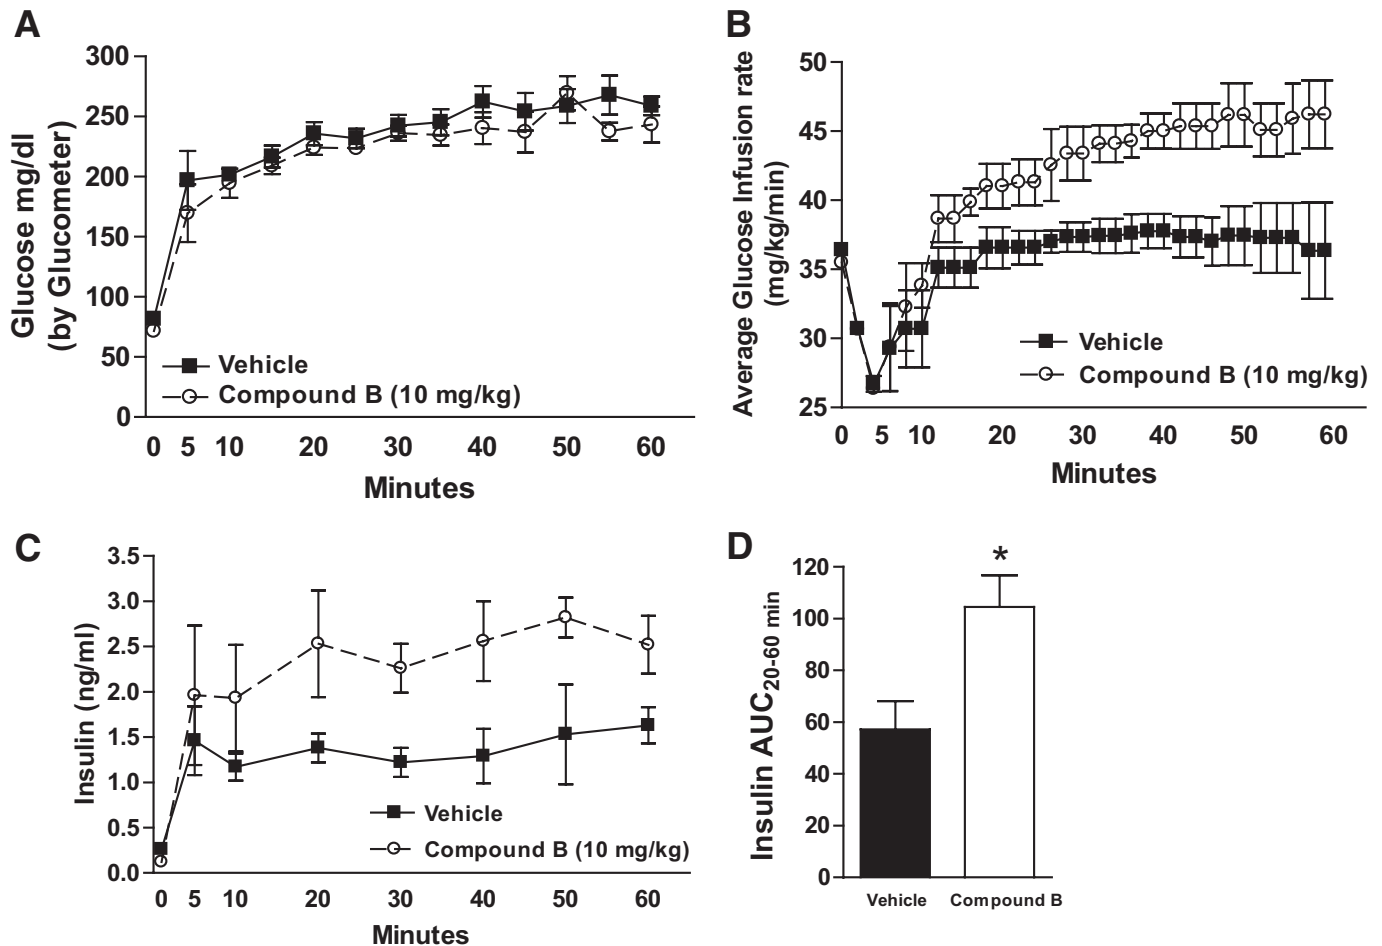 A
300
250
200
150
100
50
0
Glucose mg/dl
(by Glucometer)
Vehicle
Compound B (10 mg/kg)
0 5 10 20 30 40 50 60
Minutes
B
50
45
40
35
30
25
Average Glucose Infusion rate
(mg/kg/min)
Vehicle
Compound B (10 mg/kg)
0 5 10 20 30 40 50 60
Minutes
C
3.5
3.0
2.5
2.0
1.5
1.0
0.5
0.0
Insulin (ng/ml)
Vehicle
Compound B (10 mg/kg)
0 5 10 20 30 40 50 60
Minutes
D
120
100
80
60
40
20
0
Insulin AUC20-60 min
*
Vehicle Compound B